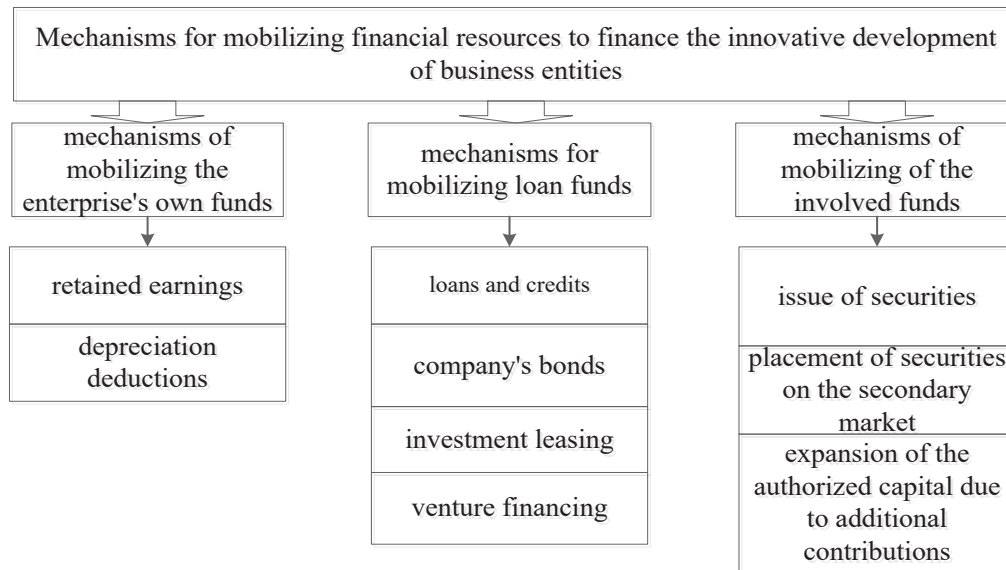 Mechanisms for mobilizing financial resources to finance the innovative development
of business entities
mechanisms of
mobilizing the
enterprise's own funds
retained earnings
depreciation
deductions
mechanisms for
mobilizing loan funds
loans and credits
company's bonds
investment leasing
venture financing
mechanisms of
mobilizing of the
involved funds
issue of securities
placement of securities
on the secondary
market
expansion of the
authorized capital due
to additional
contributions